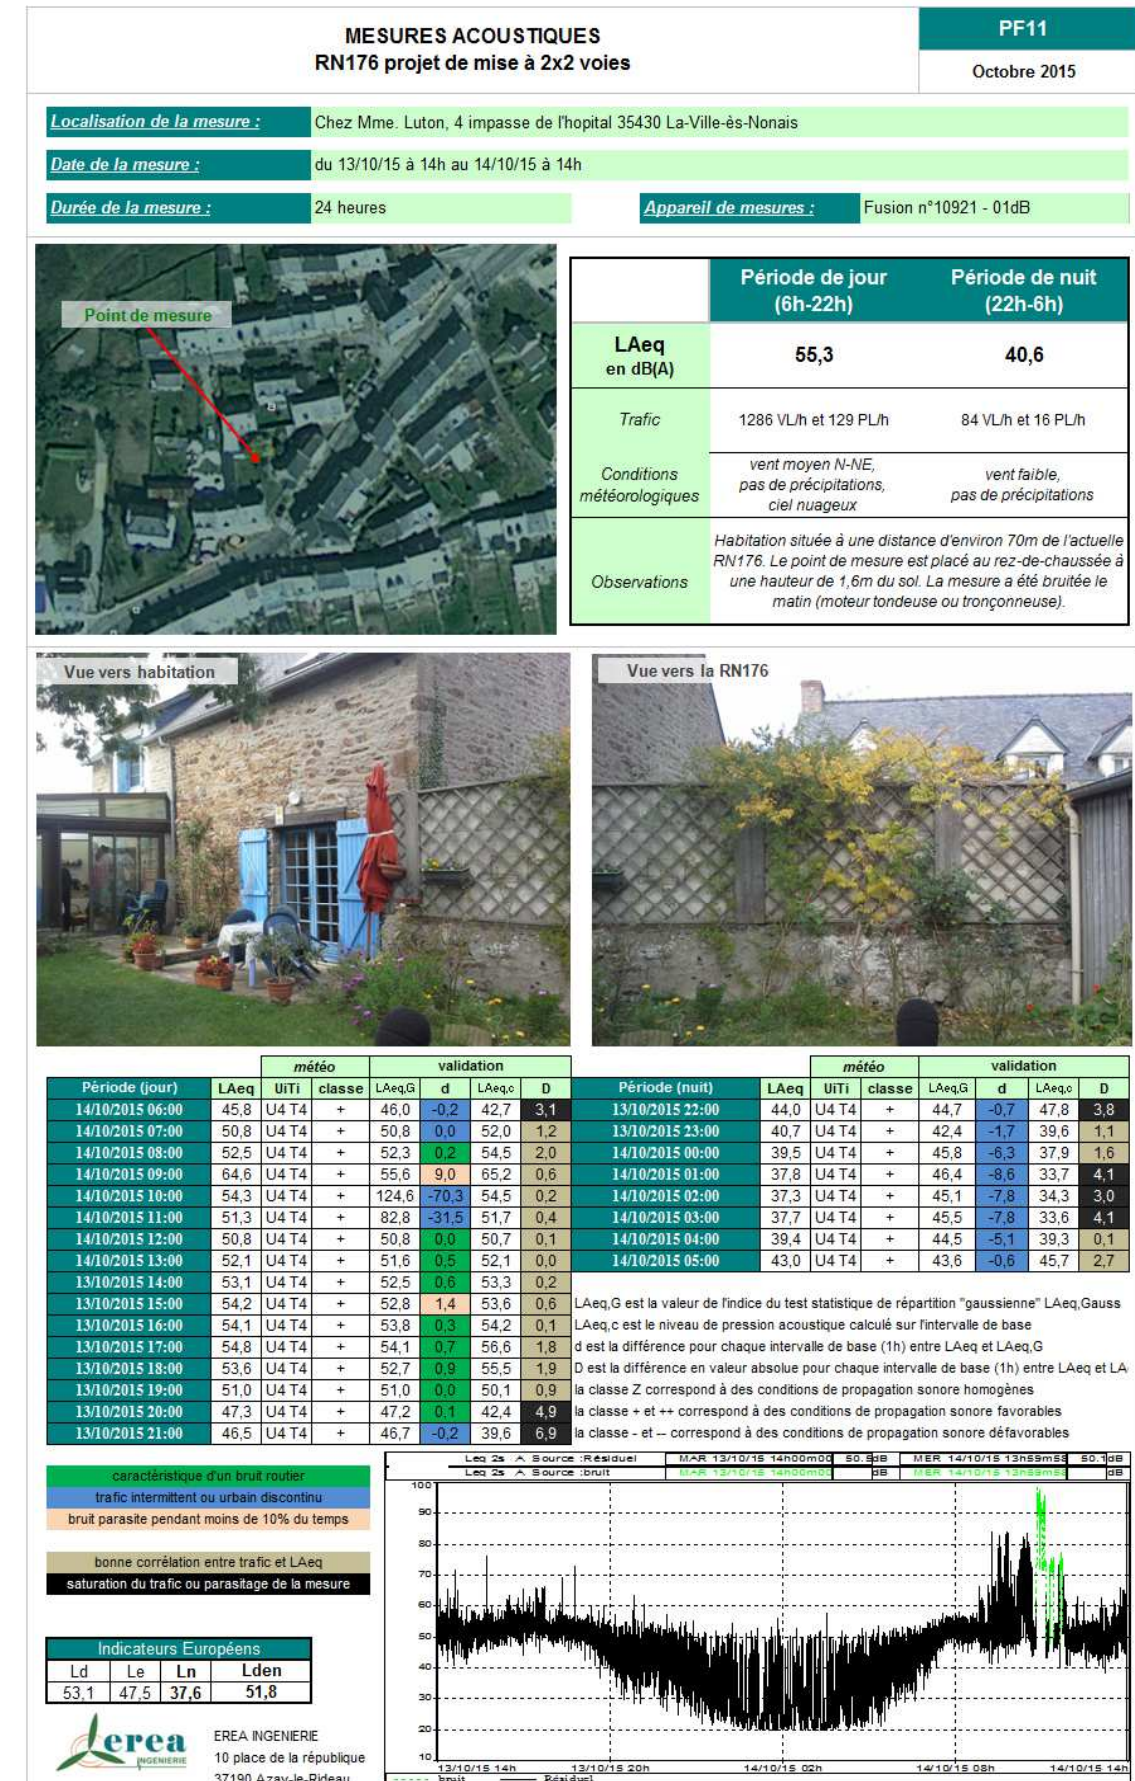 MESURES ACOUSTIQUES
RN176 projet de mise à 2x2 voies
PF11
Octobre 2015
Localisation de la mesure :
Chez Mme. Luton, 4 impasse de l'hopital 35430 La-Ville-ès-Nonais
Date de la mesure :
du 13/10/15 à 14h au 14/10/15 à 14h
Durée de la mesure :
24 heures
Appareil de mesures :
Fusion n°10921 - 01dB
Point de mesure
Période de jour (6h-22h)
Période de nuit (22h-6h)
LAeq en dB(A)
55,3
40,6
Trafic
1286 VL/h et 129 PL/h
84 VL/h et 16 PL/h
Conditions météorologiques
vent moyen N-NE,
pas de précipitations,
ciel nuageux
vent faible,
pas de précipitations
Observations
Habitation située à une distance d'environ 70m de l'actuelle
RN176. Le point de mesure est placé au rez-de-chaussée à
une hauteur de 1,6m du sol. La mesure a été bruitée le
matin (moteur tondeuse ou tronçonneuse).
Vue vers habitation
Vue vers la RN176
météo validation
Période (jour) LAeq UiTi classe LAeq,G d LAeq,c D
14/10/2015 06:00 45,8 U4 T4 + 46,0 -0,2 42,7 3,1
14/10/2015 07:00 50,8 U4 T4 + 50,8 0,0 52,0 1,2
14/10/2015 08:00 52,5 U4 T4 + 52,3 0,2 54,5 2,0
14/10/2015 09:00 64,6 U4 T4 + 55,6 9,0 65,2 0,6
14/10/2015 10:00 54,3 U4 T4 + 124,6 -70,3 54,5 0,2
14/10/2015 11:00 51,3 U4 T4 + 82,8 -31,5 51,7 0,4
14/10/2015 12:00 50,8 U4 T4 + 50,8 0,0 50,7 0,1
14/10/2015 13:00 52,1 U4 T4 + 51,6 0,5 52,1 0,0
13/10/2015 14:00 53,1 U4 T4 + 52,5 0,6 53,3 0,2
13/10/2015 15:00 54,2 U4 T4 + 52,8 1,4 53,6 0,6
13/10/2015 16:00 54,1 U4 T4 + 53,8 0,3 54,2 0,1
13/10/2015 17:00 54,8 U4 T4 + 54,1 0,7 56,6 1,8
13/10/2015 18:00 53,6 U4 T4 + 52,7 0,9 55,5 1,9
13/10/2015 19:00 51,0 U4 T4 + 51,0 0,0 50,1 0,9
13/10/2015 20:00 47,3 U4 T4 + 47,2 0,1 42,4 4,9
13/10/2015 21:00 46,5 U4 T4 + 46,7 -0,2 39,6 6,9
météo validation
Période (nuit) LAeq UiTi classe LAeq,G d LAeq,c D
13/10/2015 22:00 44,0 U4 T4 + 44,7 -0,7 47,8 3,8
13/10/2015 23:00 40,7 U4 T4 + 42,4 -1,7 39,6 1,1
14/10/2015 00:00 39,5 U4 T4 + 45,8 -6,3 37,9 1,6
14/10/2015 01:00 37,8 U4 T4 + 46,4 -8,6 33,7 4,1
14/10/2015 02:00 37,3 U4 T4 + 45,1 -7,8 34,3 3,0
14/10/2015 03:00 37,7 U4 T4 + 45,5 -7,8 33,6 4,1
14/10/2015 04:00 39,4 U4 T4 + 44,5 -5,1 39,3 0,1
14/10/2015 05:00 43,0 U4 T4 + 43,6 -0,6 45,7 2,7
LAeq,G est la valeur de l'indice du test statistique de répartition "gaussienne" LAeq,Gauss
LAeq,c est le niveau de pression acoustique calculé sur l'intervalle de base
d est la différence pour chaque intervalle de base (1h) entre LAeq et LAeq,G
D est la différence en valeur absolue pour chaque intervalle de base (1h) entre LAeq et LA
la classe Z correspond à des conditions de propagation sonore homogènes
la classe + et ++ correspond à des conditions de propagation sonore favorables
la classe - et -- correspond à des conditions de propagation sonore défavorables
caractéristique d'un bruit routier
trafic intermittent ou urbain discontinu
bruit parasite pendant moins de 10% du temps
bonne corrélation entre trafic et LAeq
saturation du trafic ou parasitage de la mesure
Indicateurs Européens
Ld Le Ln Lden
53,1 47,5 37,6 51,8
erea
INGENIERIE
EREA INGENIERIE
10 place de la république
37190 Azay-le-Rideau
Leq 2s A Source :Résiduel MAR 13/10/15 14h00m00 50.5dB MER 14/10/15 13h59m58 50.1dB
Leq 2s A Source :bruit MAR 13/10/15 14h00m00 dB MER 14/10/15 13h59m58 dB
100
90
80
70
60
50
40
30
20
10
13/10/15 14h 13/10/15 20h 14/10/15 02h 14/10/15 08h 14/10/15 14h
bruit Résiduel